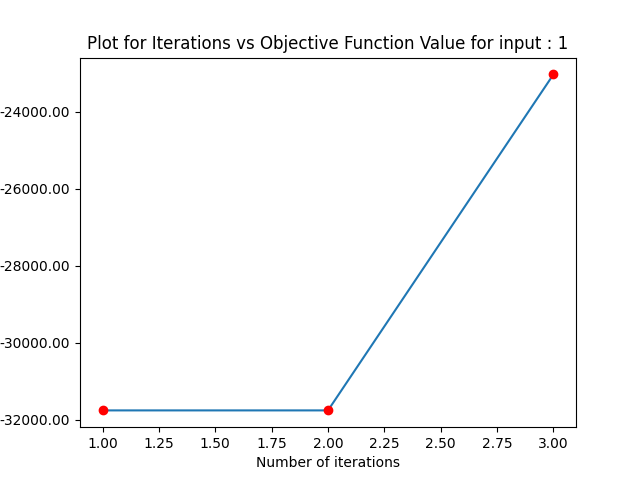 Plot for Iterations vs Objective Function Value for input : 1
-24000.00
-26000.00
-28000.00
-30000.00
-32000.00
1.00 1.25 1.50 1.75 2.00 2.25 2.50 2.75 3.00
Number of iterations